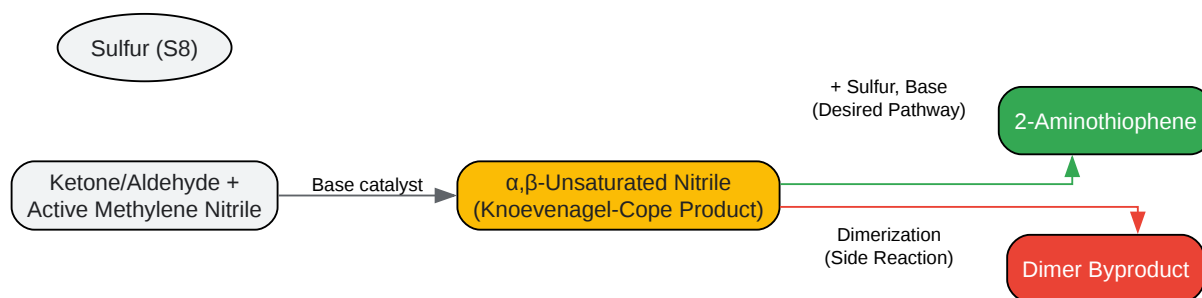 Sulfur (S8)
+ Sulfur, Base
(Desired Pathway)
2-Aminothiophene
Ketone/Aldehyde +
Active Methylene Nitrile
Base catalyst
α,β-Unsaturated Nitrile
(Knoevenagel-Cope Product)
Dimerization
(Side Reaction)
Dimer Byproduct